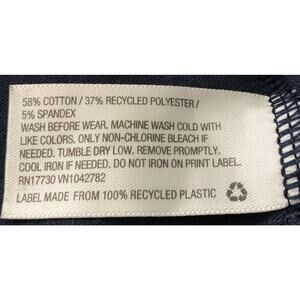 58% COTTON / 37% RECYCLED POLYESTER /
5% SPANDEX
WASH BEFORE WEAR. MACHINE WASH COLD WITH
LIKE COLORS. ONLY NON-CHLORINE BLEACH IF
NEEDED. TUMBLE DRY LOW. REMOVE PROMPTLY.
COOL IRON IF NEEDED. DO NOT IRON ON PRINT LABEL.
RN17730 VN1042782
LABEL MADE FROM 100% RECYCLED PLASTIC